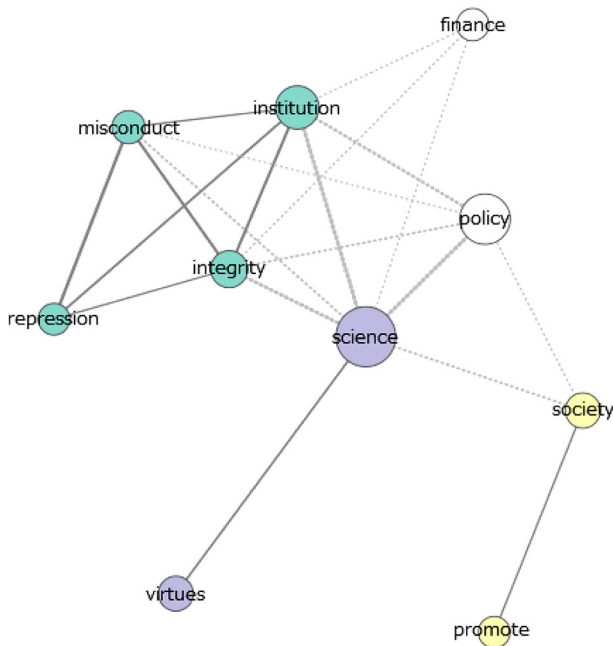 finance
institution
misconduct
policy
integrity
repression
science
society
virtues
promote